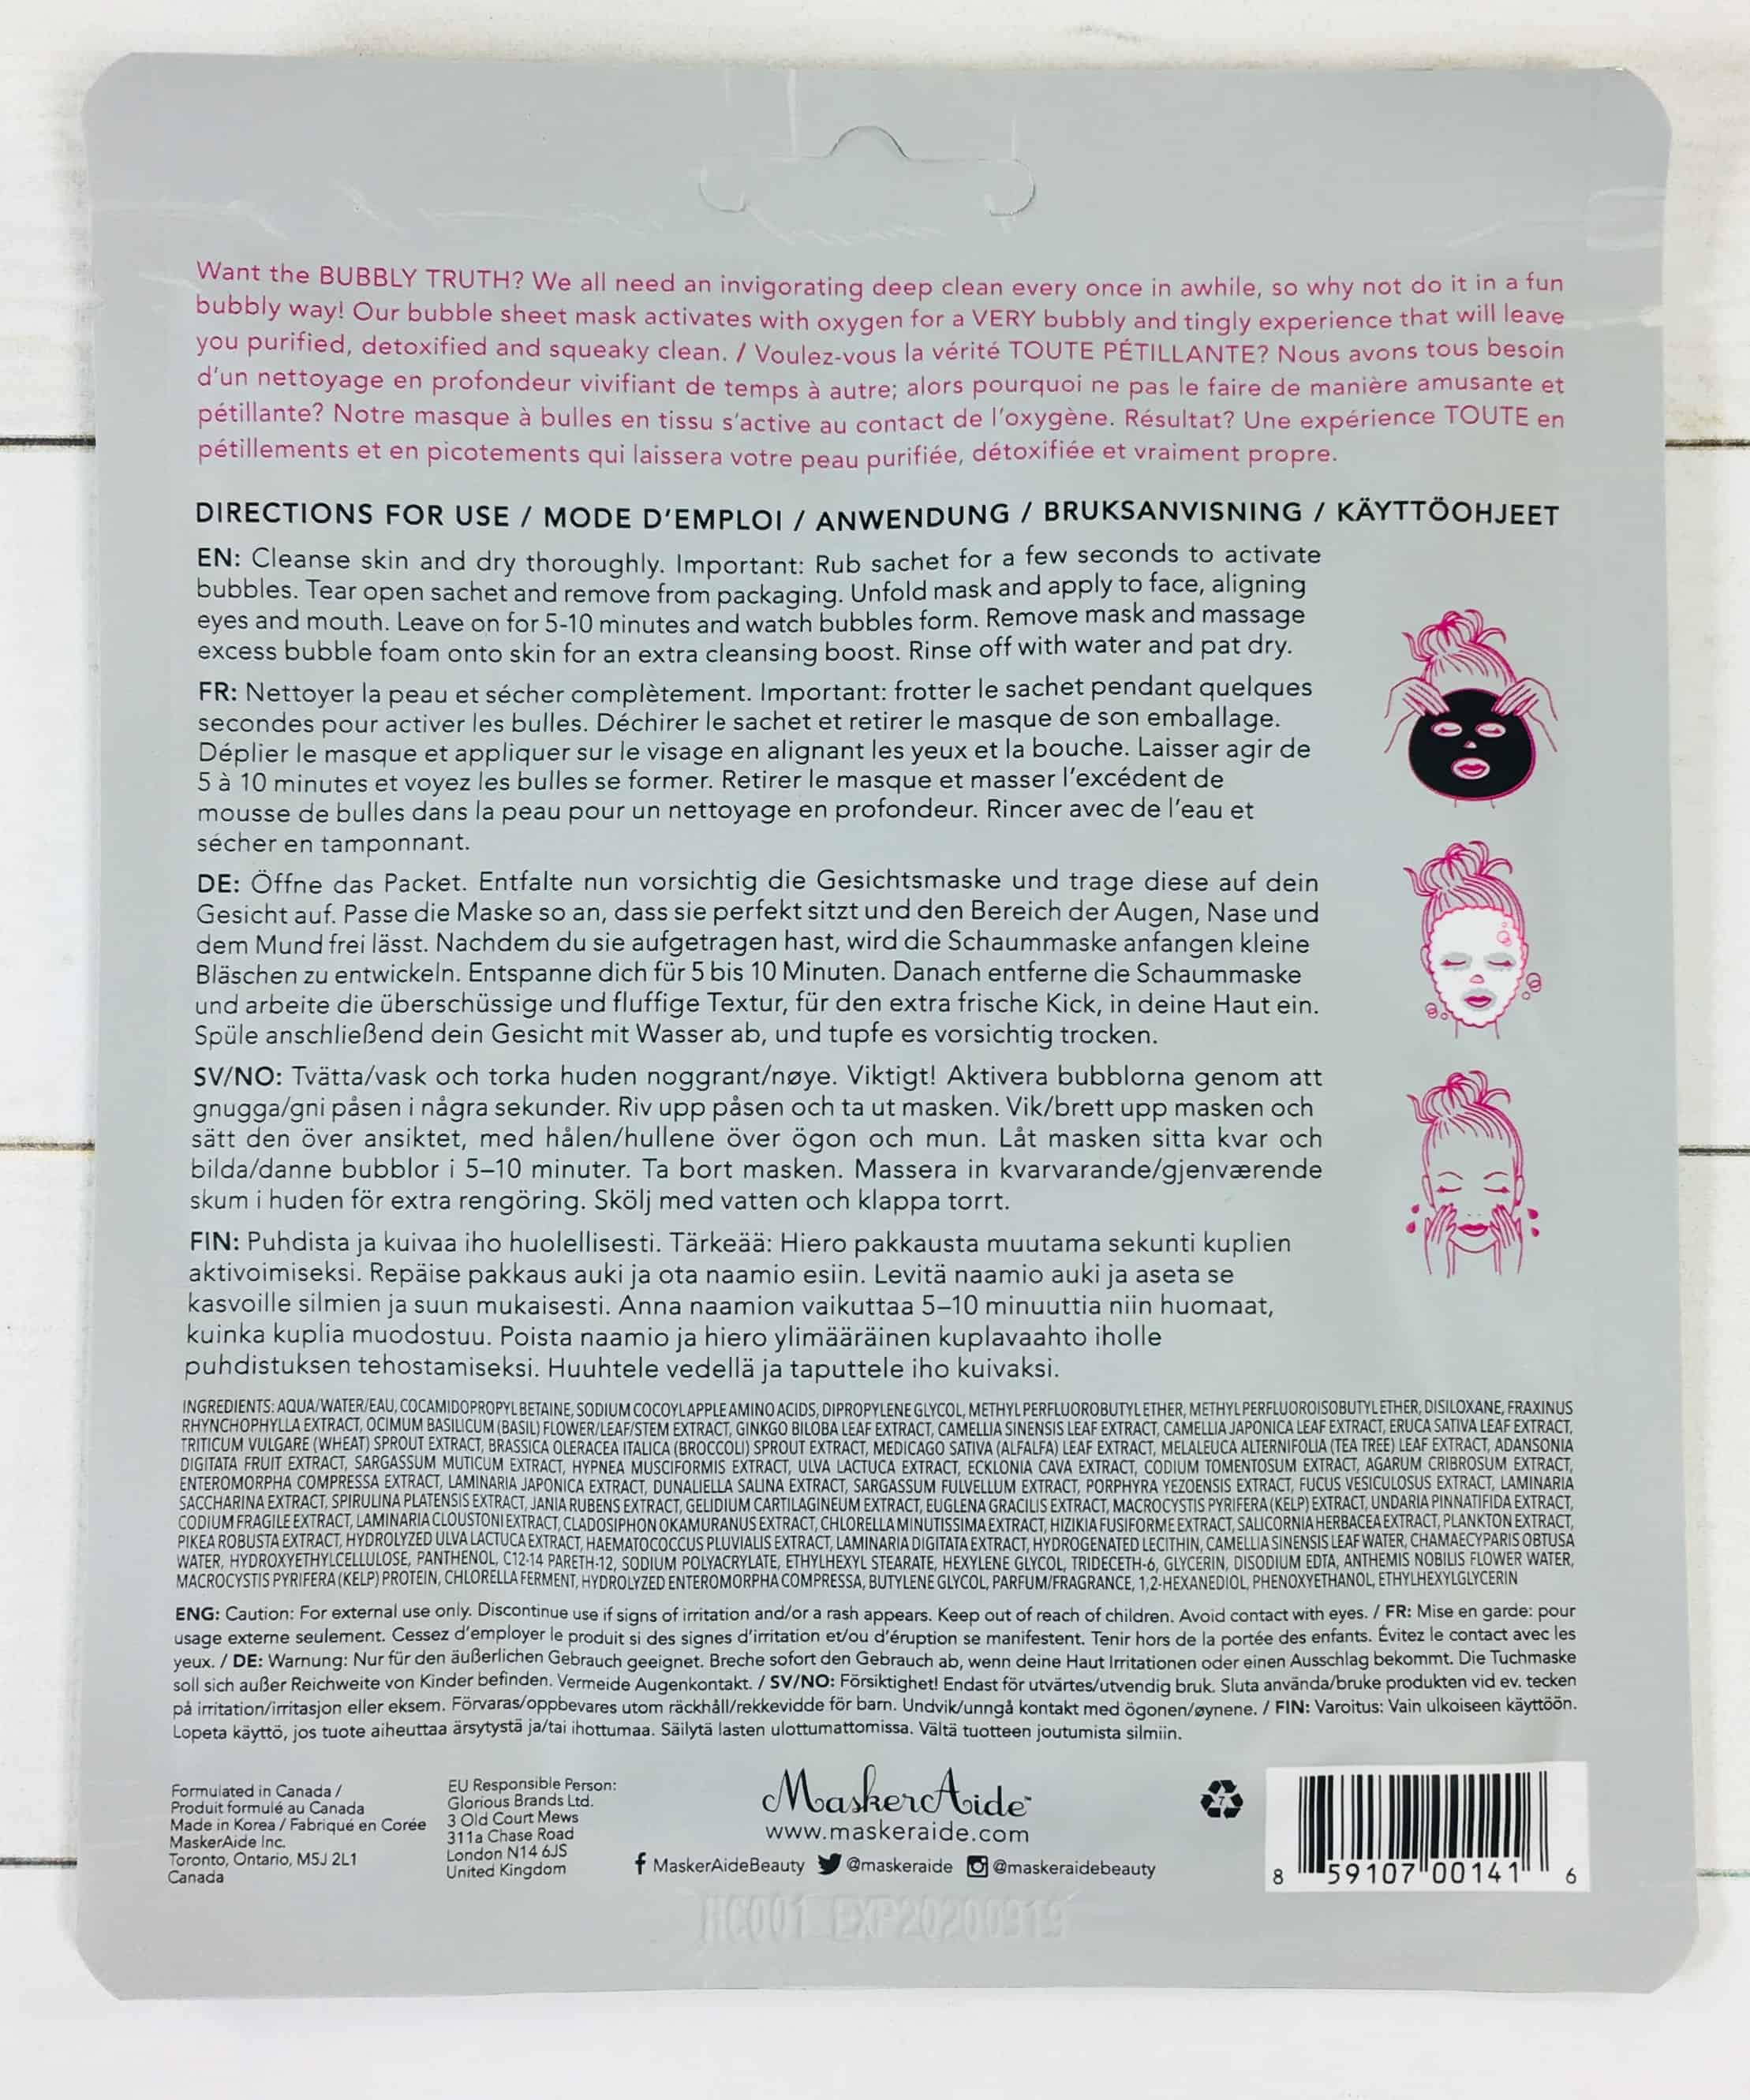 Want the BUBBLY TRUTH? We all need an invigorating deep clean every once in awhile, so why not do it in a fun
bubbly way! Our bubble sheet mask activates with oxygen for a VERY bubbly and tingly experience that will leave
you purified, detoxified and squeaky clean. / Voulez-vous la vérité TOUTE PÉTILLANTE? Nous avons tous besoin
d'un nettoyage en profondeur vivifiant de temps à autre; alors pourquoi ne pas le faire de manière amusante et
pétillante? Notre masque à bulles en tissu s'active au contact de l'oxygène. Résultat? Une expérience TOUTE en
pétillements et en picotements qui laissera votre peau purifiée, détoxifiée et vraiment propre.
DIRECTIONS FOR USE / MODE D'EMPLOI / ANWENDUNG / BRUKSANVISNING / KÄYTTÖOHJEET
EN: Cleanse skin and dry thoroughly. Important: Rub sachet for a few seconds to activate
bubbles. Tear open sachet and remove from packaging. Unfold mask and apply to face, aligning
eyes and mouth. Leave on for 5-10 minutes and watch bubbles form. Remove mask and massage
excess bubble foam onto skin for an extra cleansing boost. Rinse off with water and pat dry.
FR: Nettoyer la peau et sécher complètement. Important: frotter le sachet pendant quelques
secondes pour activer les bulles. Déchirer le sachet et retirer le masque de son emballage.
Déplier le masque et appliquer sur le visage en alignant les yeux et la bouche. Laisser agir de
5 à 10 minutes et voyez les bulles se former. Retirer le masque et masser l'excédent de
mousse de bulles dans la peau pour un nettoyage en profondeur. Rincer avec de l'eau et
sécher en tamponnant.
DE: Öffne das Packet. Entfalte nun vorsichtig die Gesichtsmaske und trage diese auf dein
Gesicht auf. Passe die Maske so an, dass sie perfekt sitzt und den Bereich der Augen, Nase und
dem Mund frei lässt. Nachdem du sie aufgetragen hast, wird die Schaummaske anfangen kleine
Bläschen zu entwickeln. Entspanne dich für 5 bis 10 Minuten. Danach entferne die Schaummaske
und arbeite die überschüssige und fluffige Textur, für den extra frische Kick, in deine Haut ein.
Spüle anschließend dein Gesicht mit Wasser ab, und tupfe es vorsichtig trocken.
SV/NO: Tvätta/vask och torka huden noggrant/nøye. Viktigt! Aktivera bubblorna genom att
gnugga/gni påsen i några sekunder. Riv upp påsen och ta ut masken. Vik/brett upp masken och
sätt den över ansiktet, med hålen/hullene över ögon och mun. Låt masken sitta kvar och
bilda/danne bubblor i 5–10 minuter. Ta bort masken. Massera in kvarvarande/gjenværende
skum i huden för extra rengöring. Skölj med vatten och klappa torrt.
FIN: Puhdista ja kuivaa iho huolellisesti. Tärkeää: Hiero pakkausta muutama sekunti kuplien
aktivoimiseksi. Repäise pakkaus auki ja ota naamio esiin. Levitä naamio auki ja aseta se
kasvoille silmien ja suun mukaisesti. Anna naamion vaikuttaa 5–10 minuuttia niin huomaat,
kuinka kuplia muodostuu. Poista naamio ja hiero ylimääräinen kuplavaahto iholle
puhdistuksen tehostamiseksi. Huuhtele vedellä ja taputtele iho kuivaksi.
INGREDIENTS: AQUA/WATER/EAU, COCAMIDOPROPYL BETAINE, SODIUM COCOYL APPLE AMINO ACIDS, DIPROPYLENE GLYCOL, METHYL PERFLUOROBUTYL ETHER, METHYL PERFLUOROISOBUTYL ETHER, DISILOXANE, FRAXINUS
RHYNCHOPHYLLA EXTRACT, OCIMUM BASILICUM (BASIL) FLOWER/LEAF/STEM EXTRACT, GINKGO BILOBA LEAF EXTRACT, CAMELLIA SINENSIS LEAF EXTRACT, CAMELLIA JAPONICA LEAF EXTRACT, ERUCA SATIVA LEAF EXTRACT,
TRITICUM VULGARE (WHEAT) SPROUT EXTRACT, BRASSICA OLERACEA ITALICA (BROCCOLI) SPROUT EXTRACT, MEDICAGO SATIVA (ALFALFA) LEAF EXTRACT, MELALEUCA ALTERNIFOLIA (TEA TREE) LEAF EXTRACT, ADANSONIA
DIGITATA FRUIT EXTRACT, SARGASSUM MUTICUM EXTRACT, HYPNEA MUSCIFORMIS EXTRACT, ULVA LACTUCA EXTRACT, ECKLONIA CAVA EXTRACT, CODIUM TOMENTOSUM EXTRACT, AGARUM CRIBROSUM EXTRACT,
ENTEROMORPHA COMPRESSA EXTRACT, LAMINARIA JAPONICA EXTRACT, DUNALIELLA SALINA EXTRACT, SARGASSUM FULVELLUM EXTRACT, PORPHYRA YEZOENSIS EXTRACT, FUCUS VESICULOSUS EXTRACT, LAMINARIA
SACCHARINA EXTRACT, SPIRULINA PLATENSIS EXTRACT, JANIA RUBENS EXTRACT, GELIDIUM CARTILAGINEUM EXTRACT, EUGLENA GRACILIS EXTRACT, MACROCYSTIS PYRIFERA (KELP) EXTRACT, UNDARIA PINNATIFIDA EXTRACT,
CODIUM FRAGILE EXTRACT, LAMINARIA CLOUSTONI EXTRACT, CLADOSIPHON OKAMURANUS EXTRACT, CHLORELLA MINUTISSIMA EXTRACT, HIZIKIA FUSIFORME EXTRACT, SALICORNIA HERBACEA EXTRACT, PLANKTON EXTRACT,
PIKEA ROBUSTA EXTRACT, HYDROLYZED ULVA LACTUCA EXTRACT, HAEMATOCOCCUS PLUVIALIS EXTRACT, LAMINARIA DIGITATA EXTRACT, HYDROGENATED LECITHIN, CAMELLIA SINENSIS LEAF WATER, CHAMAECYPARIS OBTUSA
WATER, HYDROXYETHYLCELLULOSE, PANTHENOL, C12-14 PARETH-12, SODIUM POLYACRYLATE, ETHYLHEXYL STEARATE, HEXYLENE GLYCOL, TRIDECETH-6, GLYCERIN, DISODIUM EDTA, ANTHEMIS NOBILIS FLOWER WATER,
MACROCYSTIS PYRIFERA (KELP) PROTEIN, CHLORELLA FERMENT, HYDROLYZED ENTEROMORPHA COMPRESSA, BUTYLENE GLYCOL, PARFUM/FRAGRANCE, 1,2-HEXANEDIOL, PHENOXYETHANOL, ETHYLHEXYLGLYCERIN
ENG: Caution: For external use only. Discontinue use if signs of irritation and/or a rash appears. Keep out of reach of children. Avoid contact with eyes. / FR: Mise en garde: pour
usage externe seulement. Cessez d'employer le produit si des signes d'irritation et/ou d'éruption se manifestent. Tenir hors de la portée des enfants. Évitez le contact avec les
yeux. / DE: Warnung: Nur für den äußerlichen Gebrauch geeignet. Breche sofort den Gebrauch ab, wenn deine Haut Irritationen oder einen Ausschlag bekommt. Die Tuchmaske
soll sich außer Reichweite von Kinder befinden. Vermeide Augenkontakt. / SV/NO: Försiktighet! Endast för utvärtes/utvendig bruk. Sluta använda/bruke produkten vid ev. tecken
på irritation/irritasjon eller eksem. Förvaras/oppbevares utom räckhåll/rekkevidde för barn. Undvik/unngå kontakt med ögonen/øynene. / FIN: Varoitus: Vain ulkoiseen käyttöön.
Lopeta käyttö, jos tuote aiheuttaa ärsytystä ja/tai ihottumaa. Säilytä lasten ulottumattomissa. Vältä tuotteen joutumista silmiin.
Formulated in Canada /
Produit formulé au Canada
Made in Korea / Fabriqué en Corée
MaskerAide Inc.
Toronto, Ontario, M5J 2L1
Canada
EU Responsible Person:
Glorious Brands Ltd.
3 Old Court Mews
311a Chase Road
London N14 6JS
United Kingdom
MaskerAide™
www.maskeraide.com
MaskerAideBeauty @maskeraide @maskeraidebeauty
7
8 59107 00141 6
HC001 EXP20200919